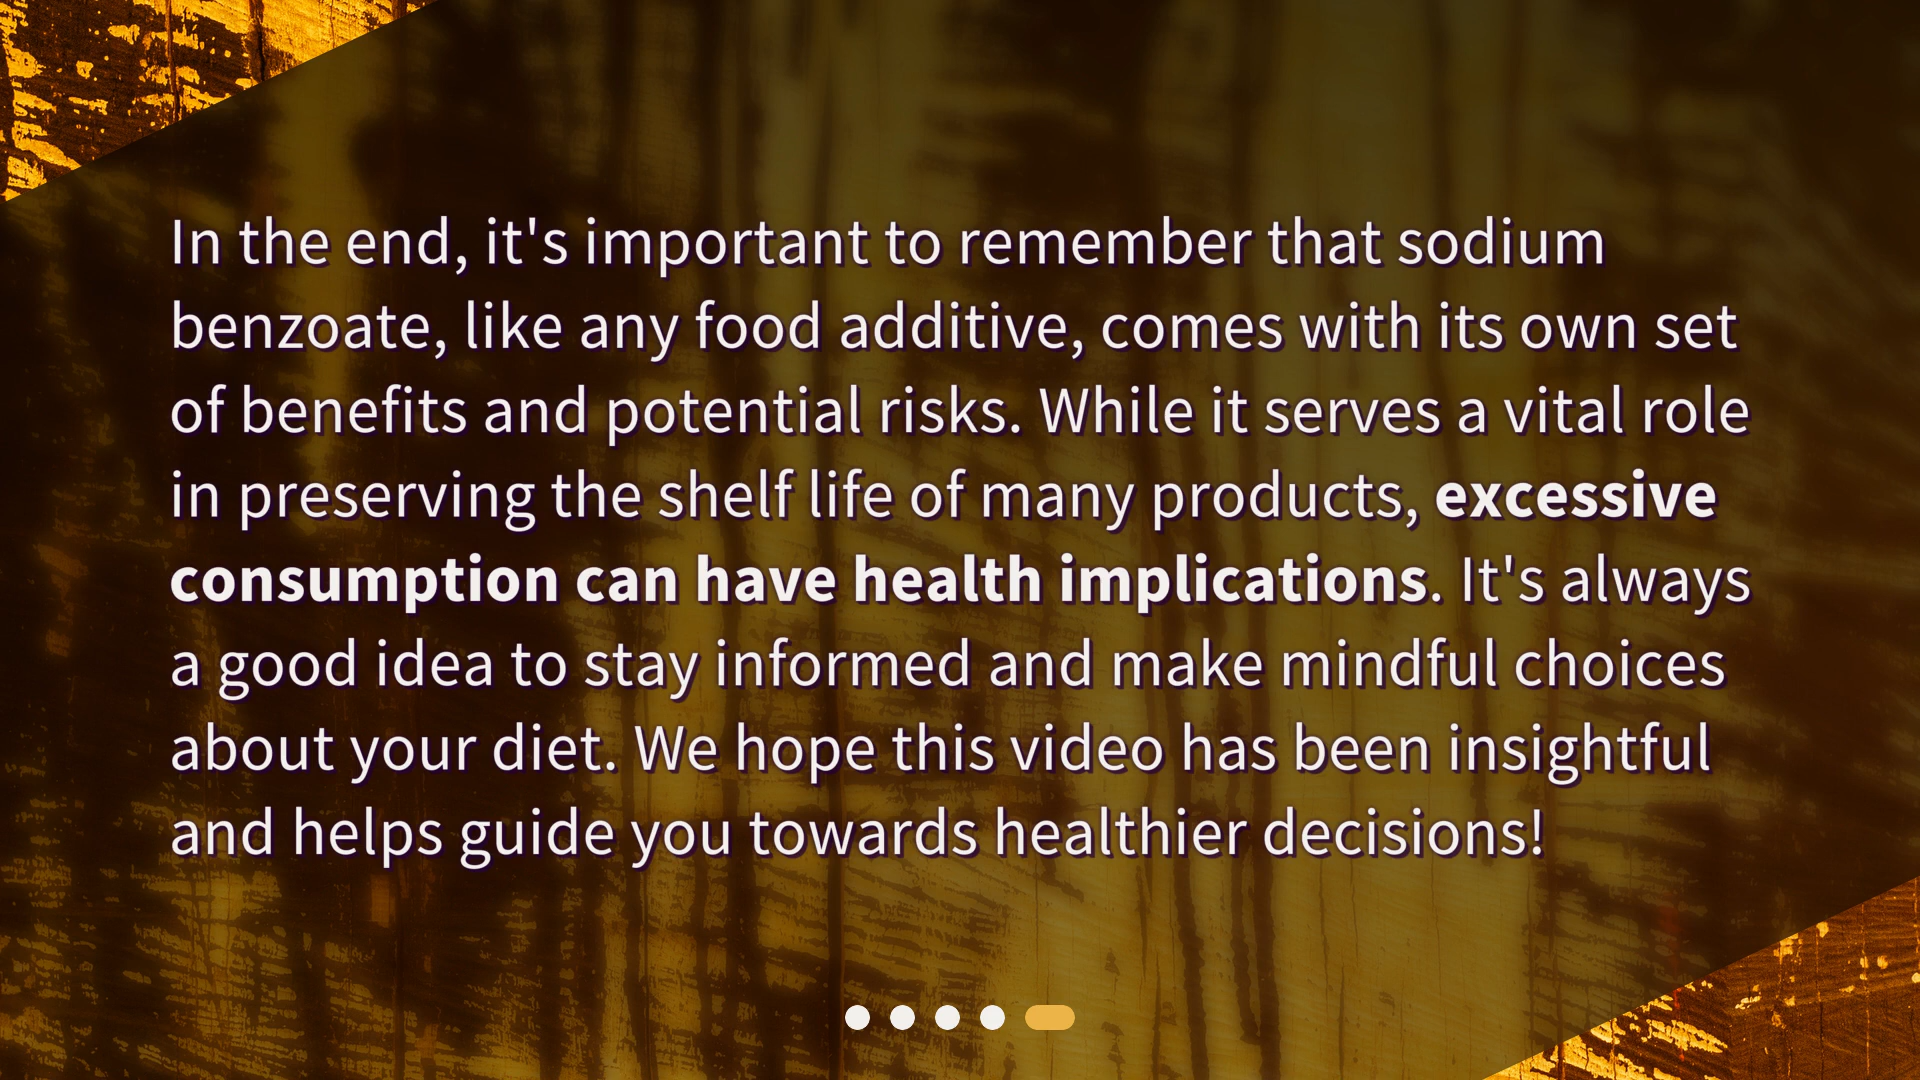 In the end, it's important to remember that sodium
benzoate, like any food additive, comes with its own set
of benefits and potential risks. While it serves a vital role
in preserving the shelf life of many products, excessive
consumption can have health implications. It's always
a good idea to stay informed and make mindful choices
about your diet. We hope this video has been insightful
and helps guide you towards healthier decisions!